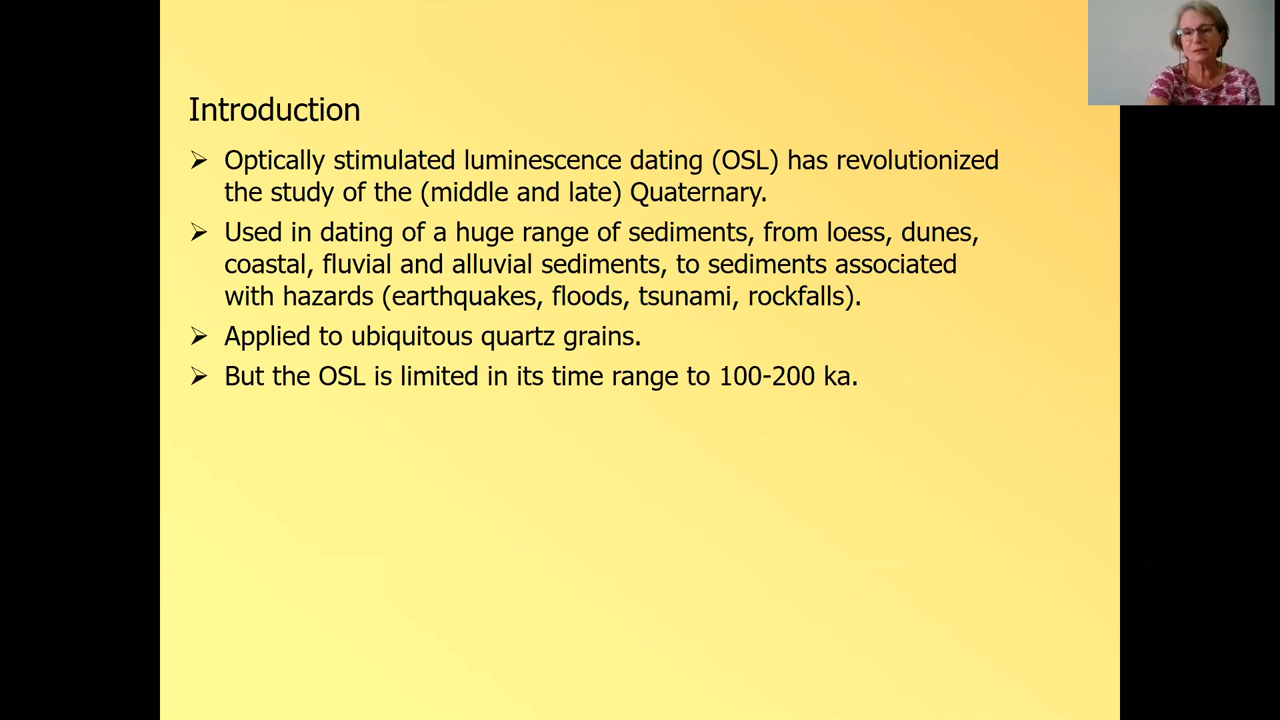 Introduction
➢ Optically stimulated luminescence dating (OSL) has revolutionized
the study of the (middle and late) Quaternary.
➢ Used in dating of a huge range of sediments, from loess, dunes,
coastal, fluvial and alluvial sediments, to sediments associated
with hazards (earthquakes, floods, tsunami, rockfalls).
➢ Applied to ubiquitous quartz grains.
➢ But the OSL is limited in its time range to 100-200 ka.